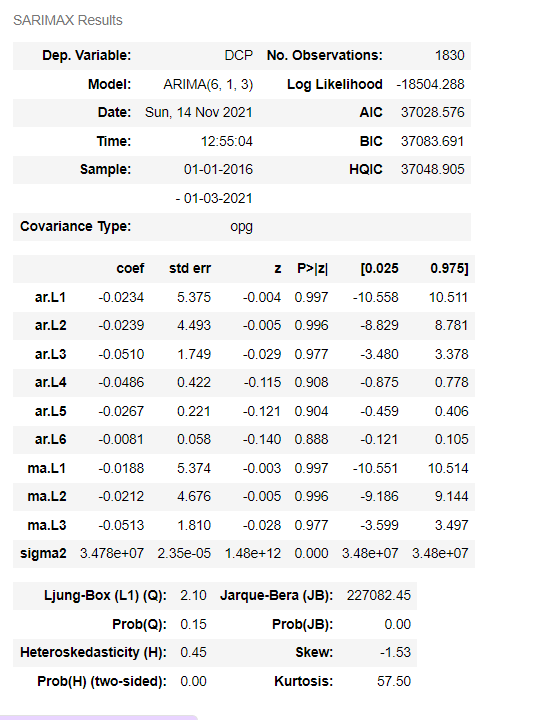 SARIMAX Results
Dep. Variable: DCP No. Observations: 1830
Model: ARIMA(6, 1, 3) Log Likelihood -18504.288
Date: Sun, 14 Nov 2021 AIC 37028.576
Time: 12:55:04 BIC 37083.691
Sample: 01-01-2016 HQIC 37048.905
- 01-03-2021
Covariance Type: opg
coef std err z P>|z| [0.025 0.975]
ar.L1 -0.0234 5.375 -0.004 0.997 -10.558 10.511
ar.L2 -0.0239 4.493 -0.005 0.996 -8.829 8.781
ar.L3 -0.0510 1.749 -0.029 0.977 -3.480 3.378
ar.L4 -0.0486 0.422 -0.115 0.908 -0.875 0.778
ar.L5 -0.0267 0.221 -0.121 0.904 -0.459 0.406
ar.L6 -0.0081 0.058 -0.140 0.888 -0.121 0.105
ma.L1 -0.0188 5.374 -0.003 0.997 -10.551 10.514
ma.L2 -0.0212 4.676 -0.005 0.996 -9.186 9.144
ma.L3 -0.0513 1.810 -0.028 0.977 -3.599 3.497
sigma2 3.478e+07 2.35e-05 1.48e+12 0.000 3.48e+07 3.48e+07
Ljung-Box (L1) (Q): 2.10 Jarque-Bera (JB): 227082.45
Prob(Q): 0.15 Prob(JB): 0.00
Heteroskedasticity (H): 0.45 Skew: -1.53
Prob(H) (two-sided): 0.00 Kurtosis: 57.50